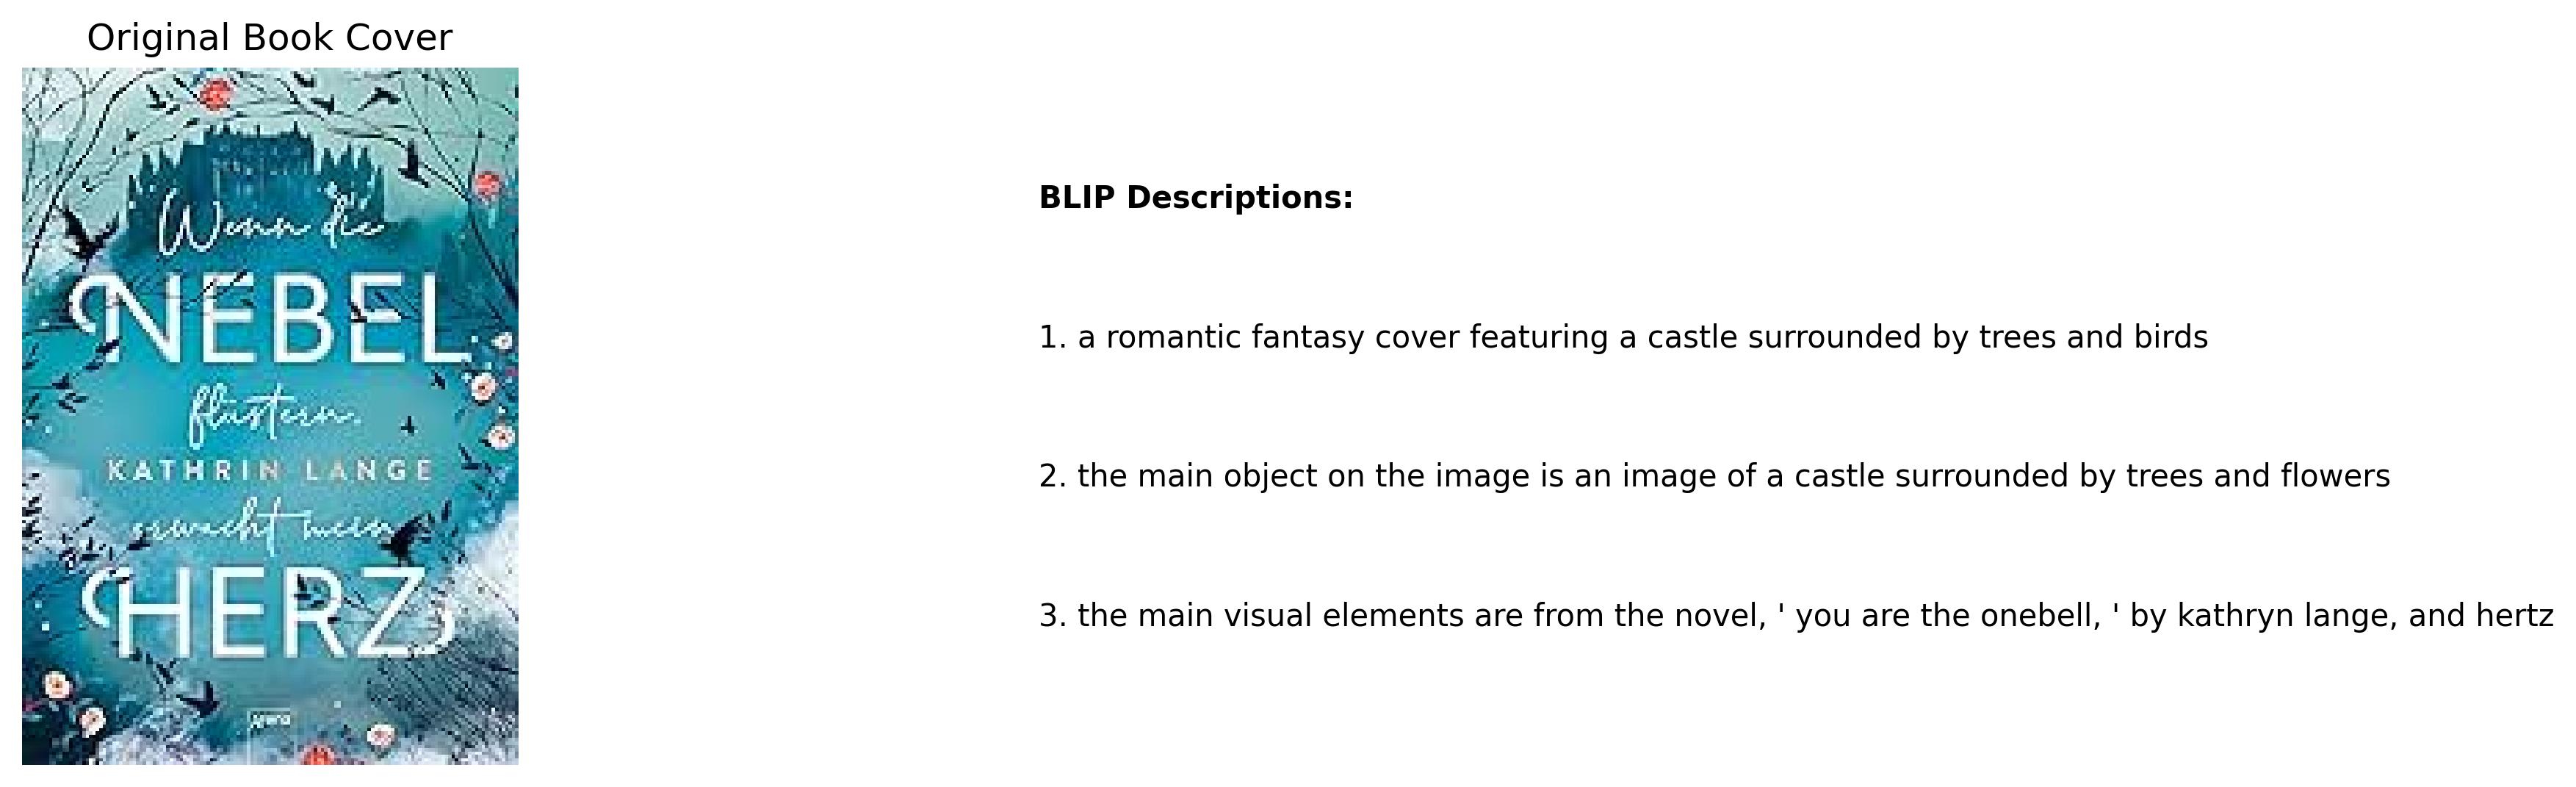 Original Book Cover
Wenn die
NEBEL
flüstern,
KATHRIN LANGE
erwacht mein
HERZ
Arena
BLIP Descriptions:
1. a romantic fantasy cover featuring a castle surrounded by trees and birds
2. the main object on the image is an image of a castle surrounded by trees and flowers
3. the main visual elements are from the novel, ' you are the onebell, ' by kathryn lange, and hertz